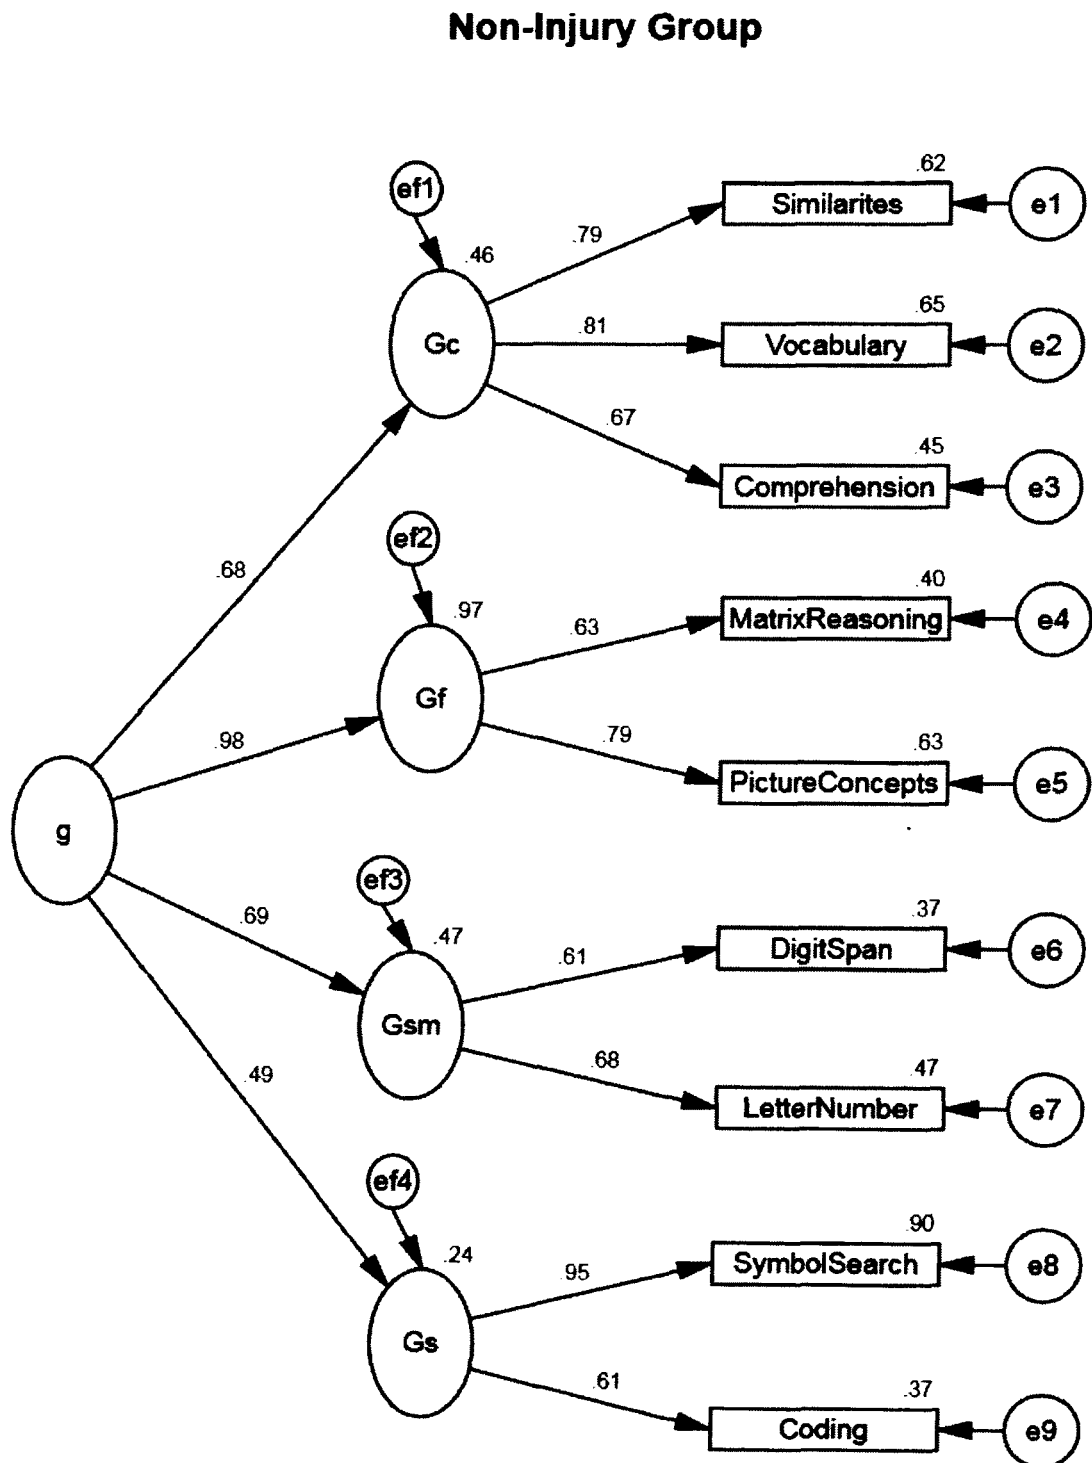 Non-Injury Group
.62
ef1
Similarites
e1
.79
.46
.65
Gc
.81
Vocabulary
e2
.67
.45
Comprehension
e3
ef2
.68
.40
.97
.63
MatrixReasoning
e4
Gf
.98
.79
.63
PictureConcepts
e5
g
ef3
.37
.69
.47
.61
DigitSpan
e6
Gsm
.68
.47
.49
LetterNumber
e7
ef4
.90
.24
.95
SymbolSearch
e8
Gs
.61
.37
Coding
e9